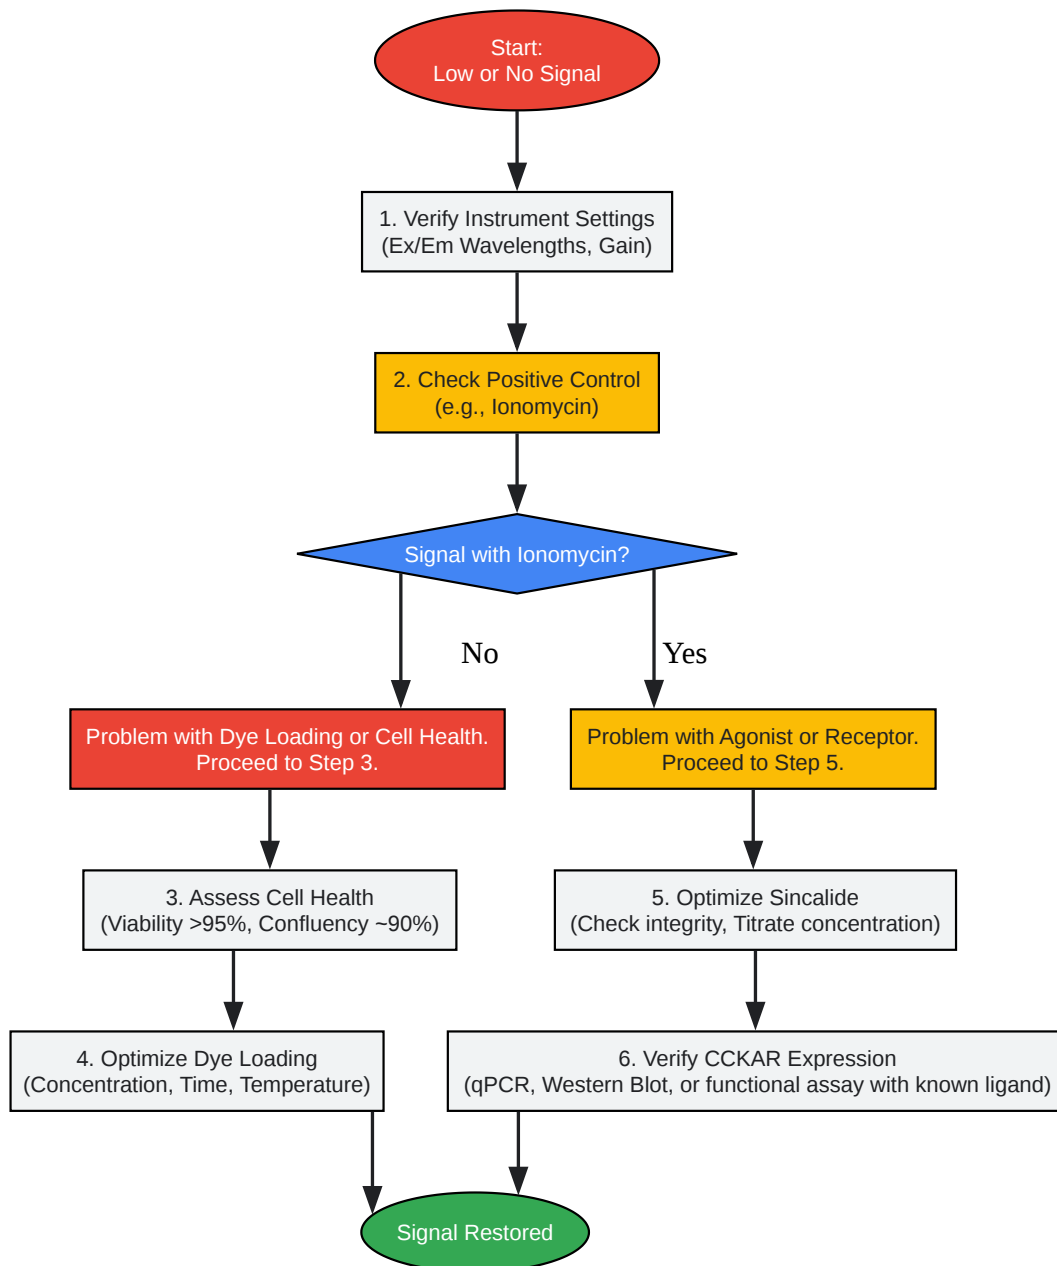 Start:
Low or No Signal
1. Verify Instrument Settings
(Ex/Em Wavelengths, Gain)
2. Check Positive Control
(e.g., Ionomycin)
Signal with Ionomycin?
No
Yes
Problem with Dye Loading or Cell Health.
Proceed to Step 3.
Problem with Agonist or Receptor.
Proceed to Step 5.
3. Assess Cell Health
(Viability >95%, Confluency ~90%)
5. Optimize Sincalide
(Check integrity, Titrate concentration)
4. Optimize Dye Loading
(Concentration, Time, Temperature)
6. Verify CCKAR Expression
(qPCR, Western Blot, or functional assay with known ligand)
Signal Restored